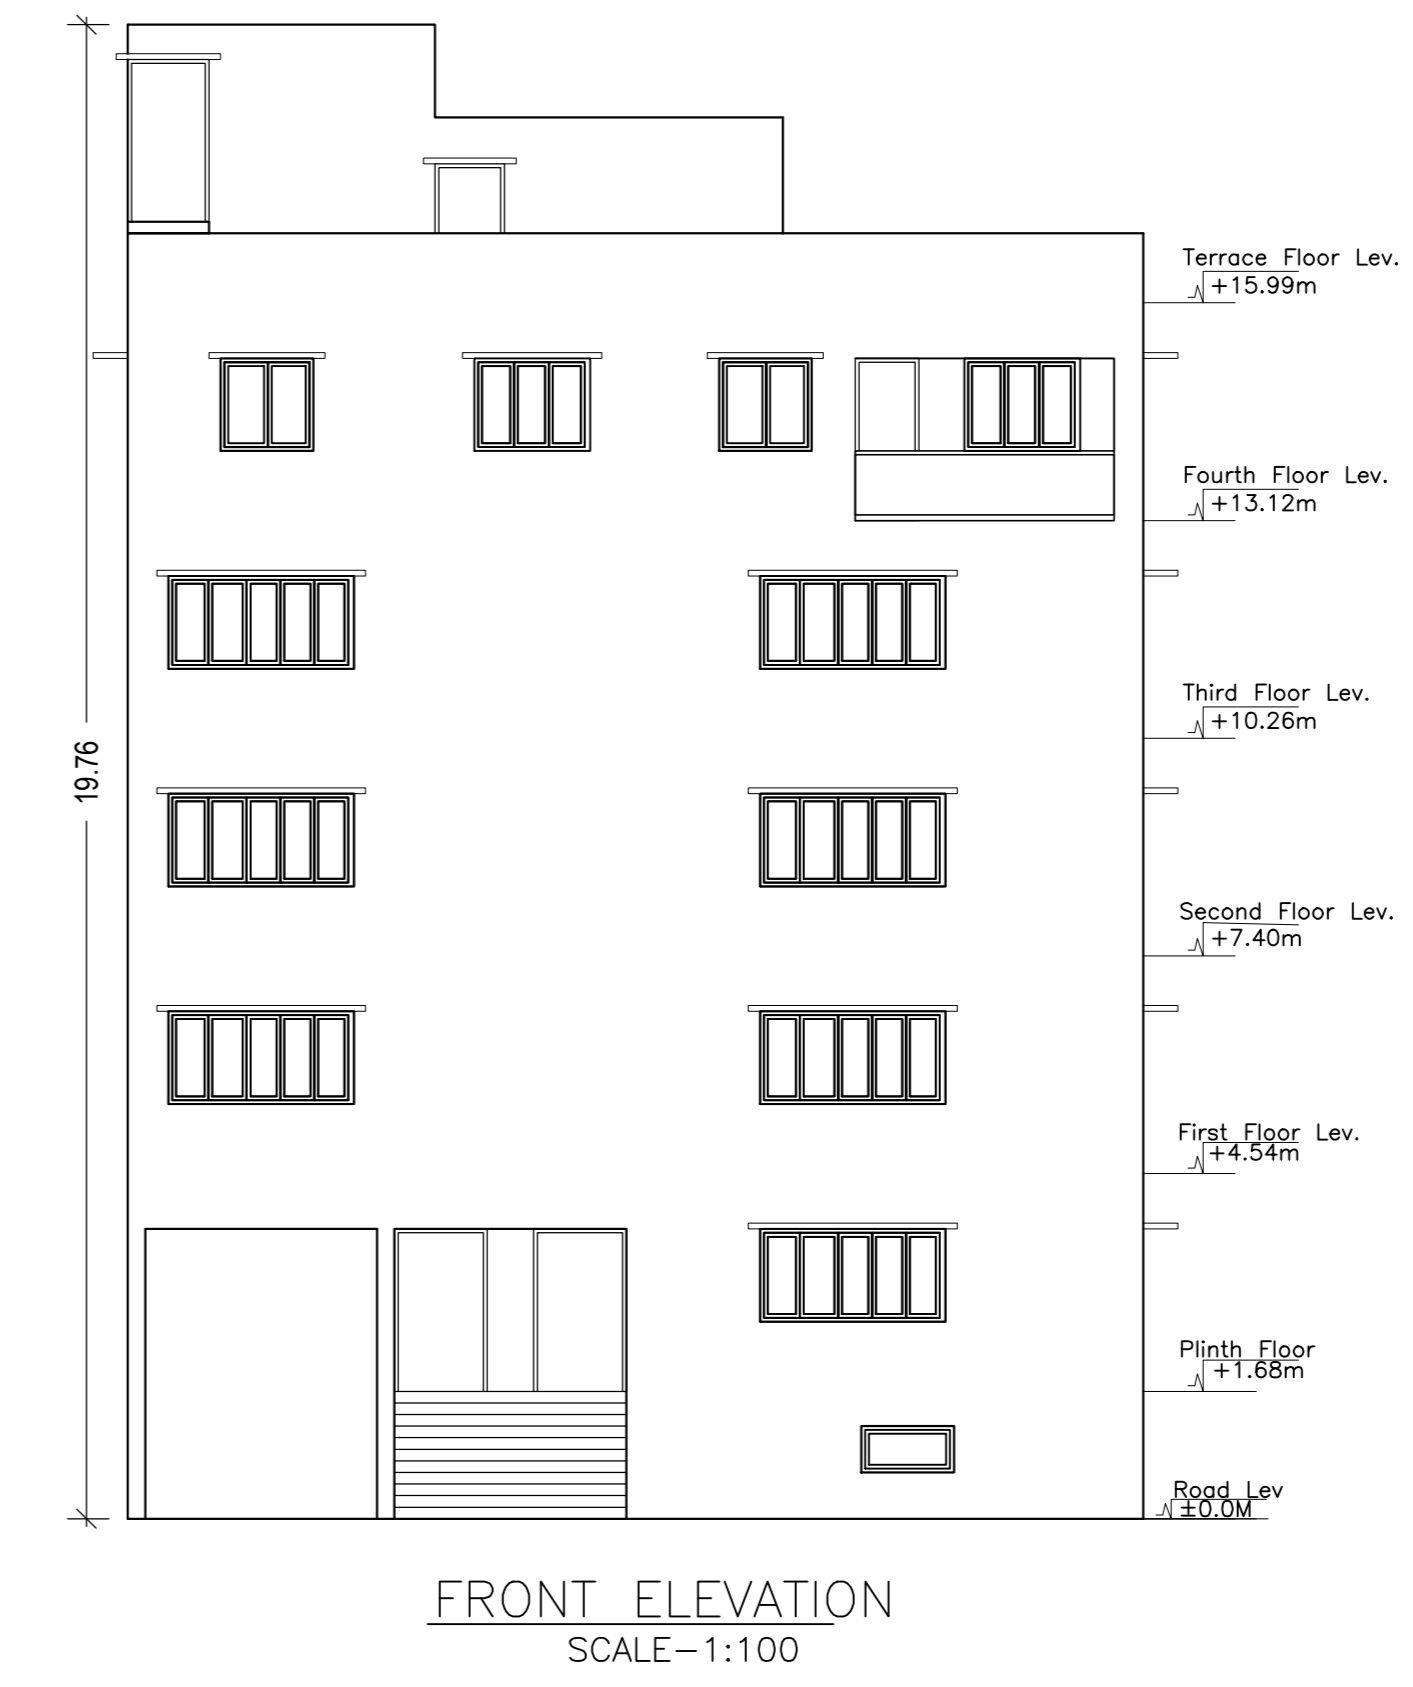 Terrace Floor Lev.
+15.99m
Fourth Floor Lev.
+13.12m
Third Floor Lev.
+10.26m
19.76
Second Floor Lev.
+7.40m
First Floor Lev.
+4.54m
Plinth Floor
+1.68m
Road Lev
±0.0M
FRONT ELEVATION
SCALE-1:100